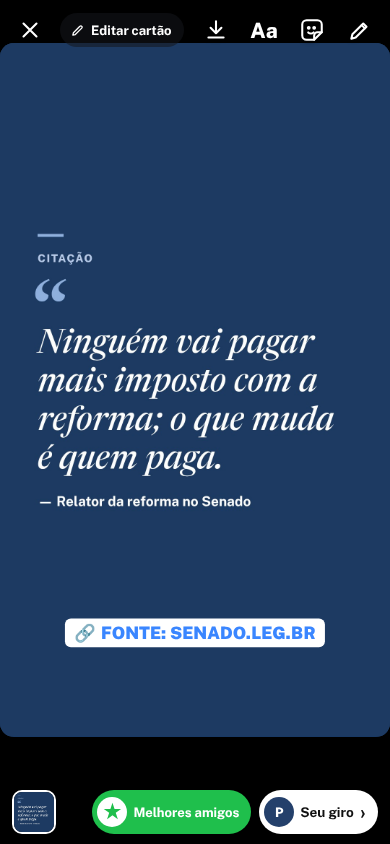 Editar cartão
Aa
CITAÇÃO
“
Ninguém vai pagar
mais imposto com a
reforma; o que muda
é quem paga.
— Relator da reforma no Senado
FONTE: SENADO.LEG.BR
Melhores amigos
P
Seu giro ›